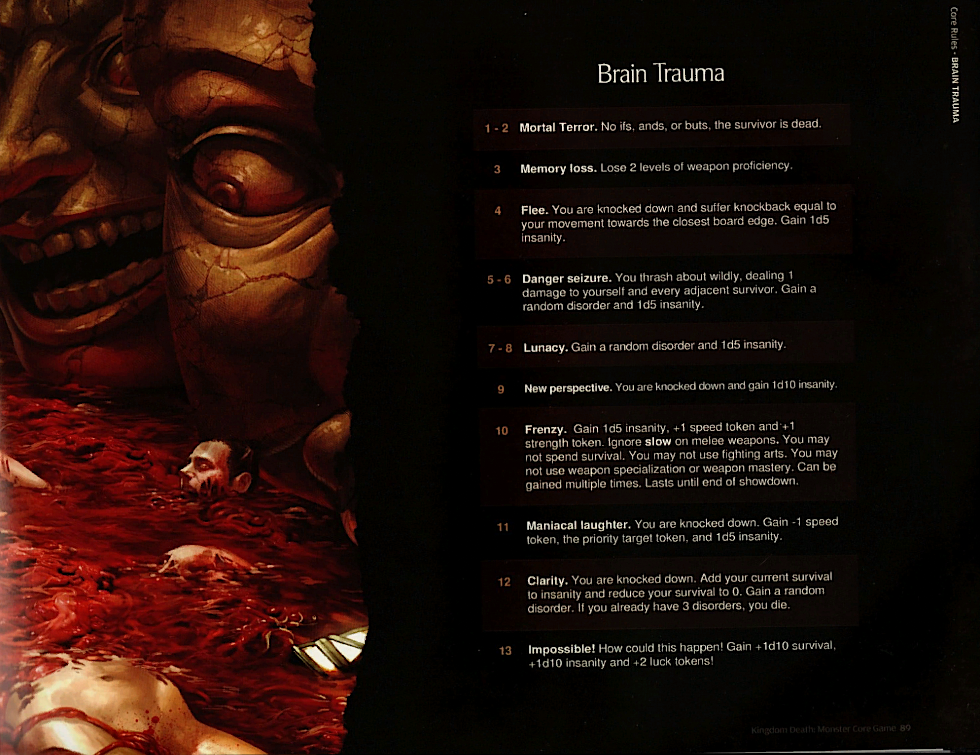 Core Rules - BRAIN TRAUMA
Brain Trauma
1 - 2 Mortal Terror. No ifs, ands, or buts, the survivor is dead.
3 Memory loss. Lose 2 levels of weapon proficiency.
4 Flee. You are knocked down and suffer knockback equal to
your movement towards the closest board edge. Gain 1d5
insanity.
5 - 6 Danger seizure. You thrash about wildly, dealing 1
damage to yourself and every adjacent survivor. Gain a
random disorder and 1d5 insanity.
7 - 8 Lunacy. Gain a random disorder and 1d5 insanity.
9 New perspective. You are knocked down and gain 1d10 insanity.
10 Frenzy. Gain 1d5 insanity, +1 speed token and +1
strength token. Ignore slow on melee weapons. You may
not spend survival. You may not use fighting arts. You may
not use weapon specialization or weapon mastery. Can be
gained multiple times. Lasts until end of showdown.
11 Maniacal laughter. You are knocked down. Gain -1 speed
token, the priority target token, and 1d5 insanity.
12 Clarity. You are knocked down. Add your current survival
to insanity and reduce your survival to 0. Gain a random
disorder. If you already have 3 disorders, you die.
13 Impossible! How could this happen! Gain +1d10 survival,
+1d10 insanity and +2 luck tokens!
Kingdom Death: Monster Core Game 89